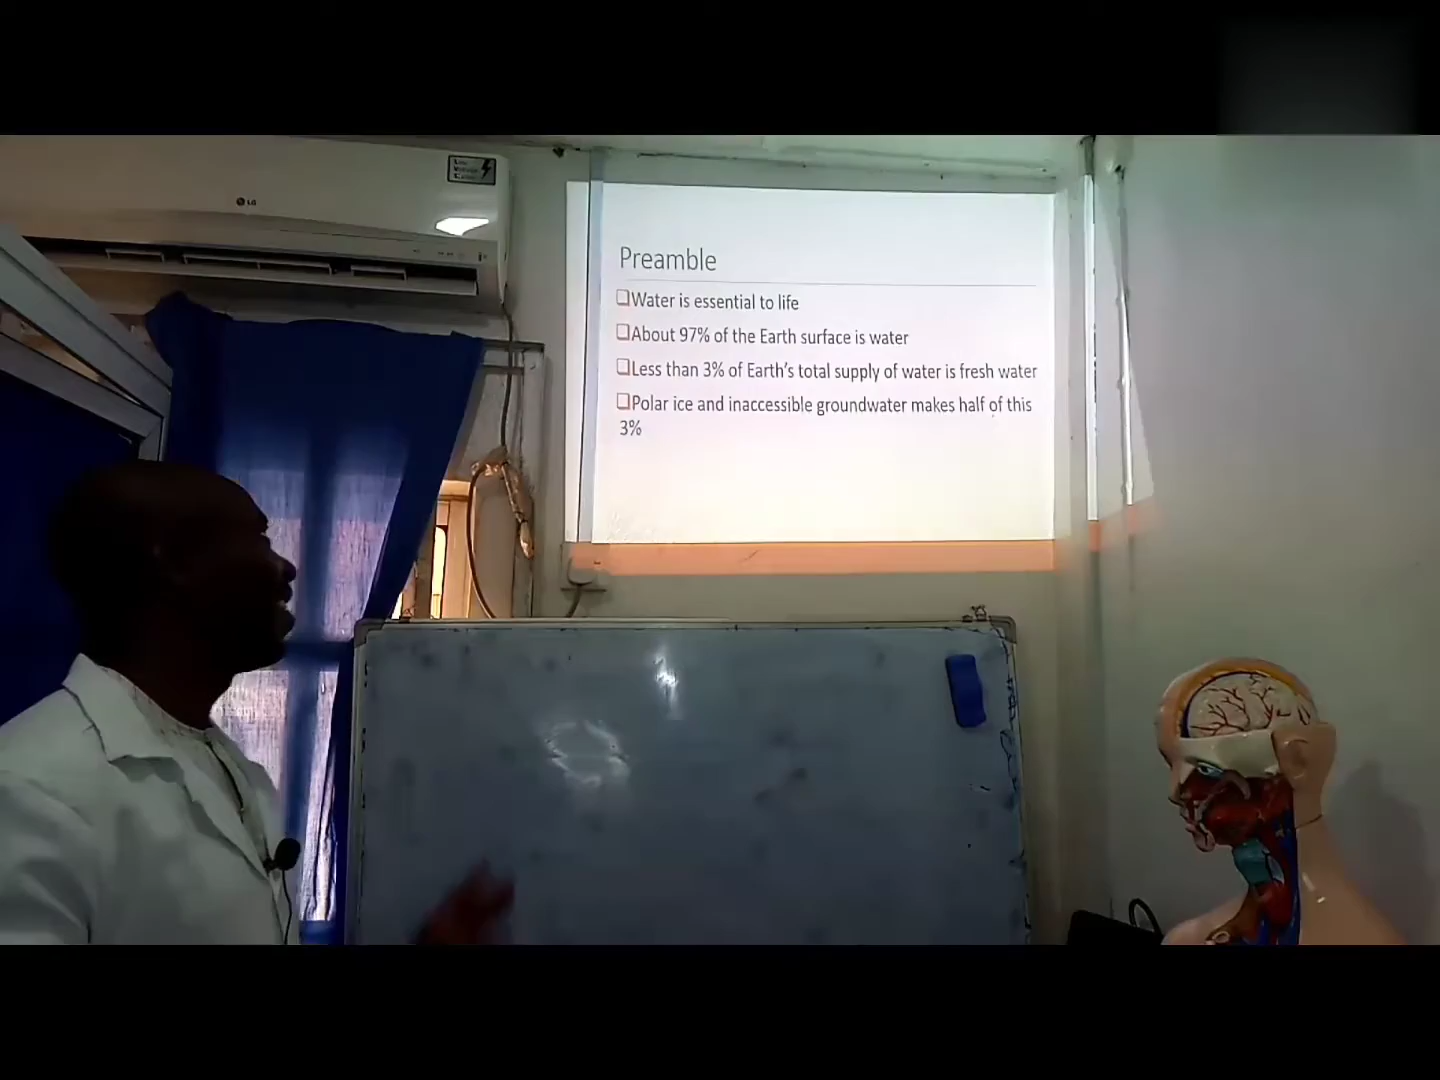 LG
Preamble
Water is essential to life
About 97% of the Earth surface is water
Less than 3% of Earth's total supply of water is fresh water
Polar ice and inaccessible groundwater makes half of this
3%